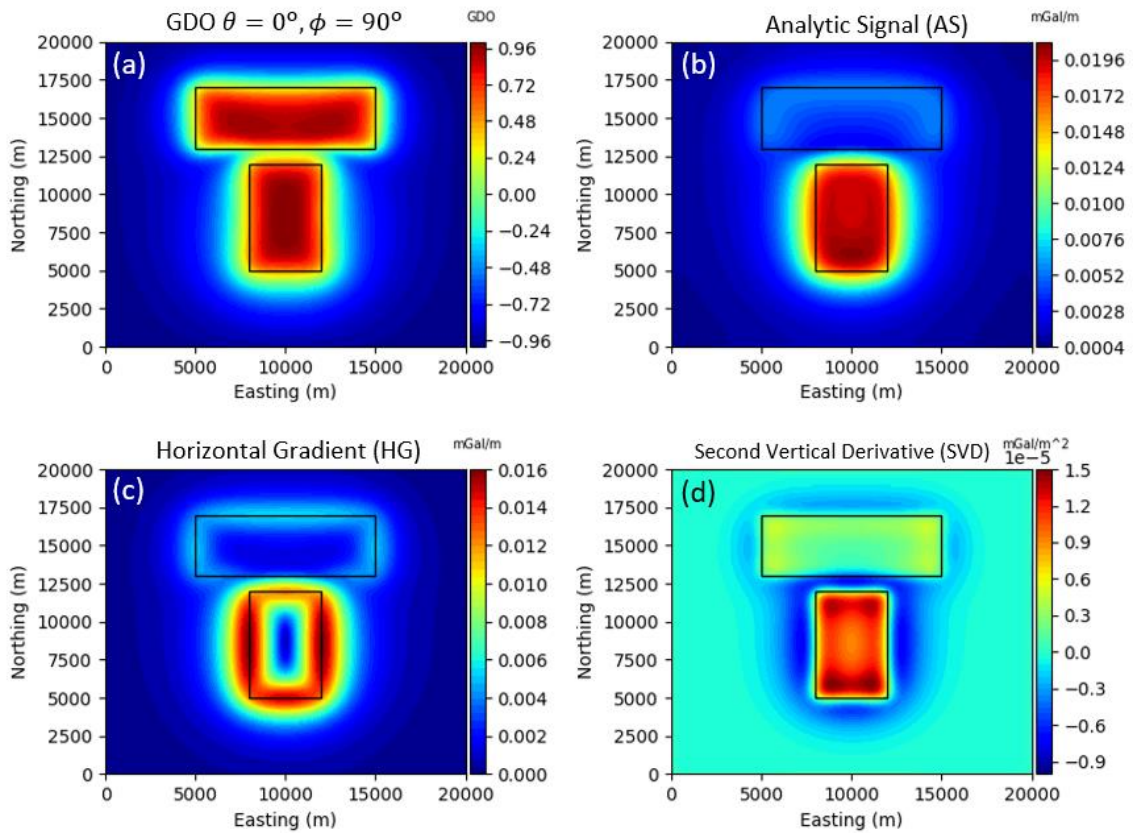 GDO θ = 0º, ϕ = 90º
GDO
(a)
20000
17500
15000
12500
10000
7500
5000
2500
0
Northing (m)
0 5000 10000 15000 20000
Easting (m)
0.96
0.72
0.48
0.24
0.00
−0.24
−0.48
−0.72
−0.96
Analytic Signal (AS)
mGal/m
(b)
20000
17500
15000
12500
10000
7500
5000
2500
0
Northing (m)
0 5000 10000 15000 20000
Easting (m)
0.0196
0.0172
0.0148
0.0124
0.0100
0.0076
0.0052
0.0028
0.0004
Horizontal Gradient (HG)
mGal/m
(c)
20000
17500
15000
12500
10000
7500
5000
2500
0
Northing (m)
0 5000 10000 15000 20000
Easting (m)
0.016
0.014
0.012
0.010
0.008
0.006
0.004
0.002
0.000
Second Vertical Derivative (SVD)
mGal/m^2
1e−5
(d)
20000
17500
15000
12500
10000
7500
5000
2500
0
Northing (m)
0 5000 10000 15000 20000
Easting (m)
1.5
1.2
0.9
0.6
0.3
0.0
−0.3
−0.6
−0.9